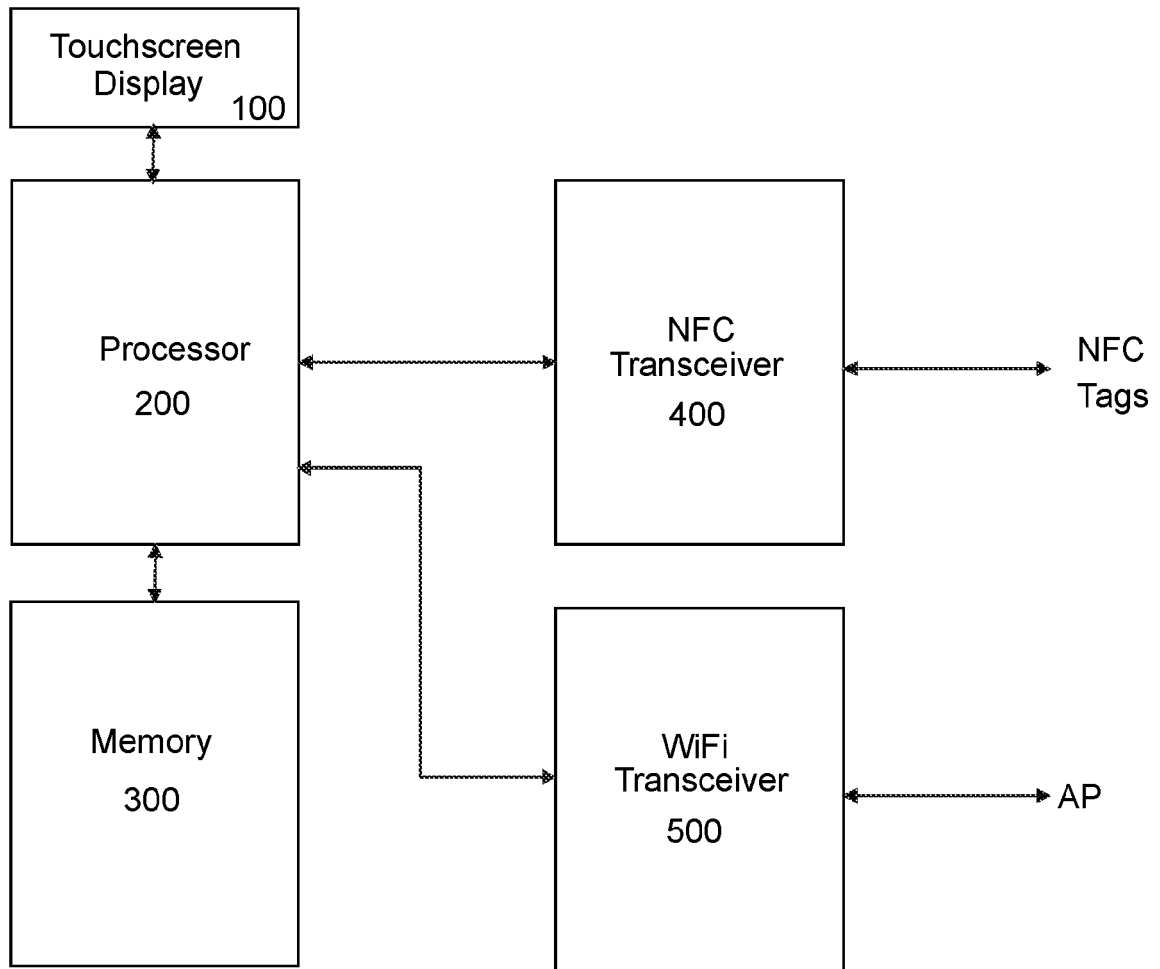 Touchscreen
Display
100
Processor
200
NFC
Transceiver
400
NFC
Tags
Memory
300
WiFi
Transceiver
500
AP